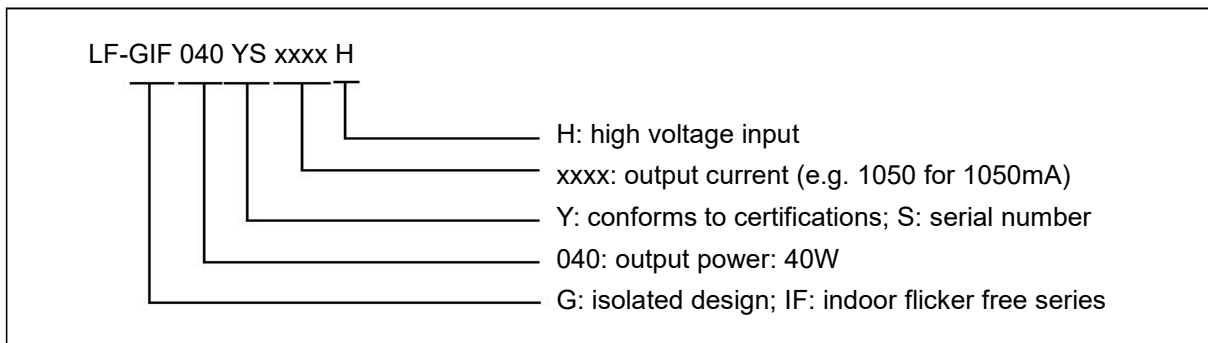 LF-GIF 040 YS xxxx H
H: high voltage input
xxxx: output current (e.g. 1050 for 1050mA)
Y: conforms to certifications; S: serial number
040: output power: 40W
G: isolated design; IF: indoor flicker free series